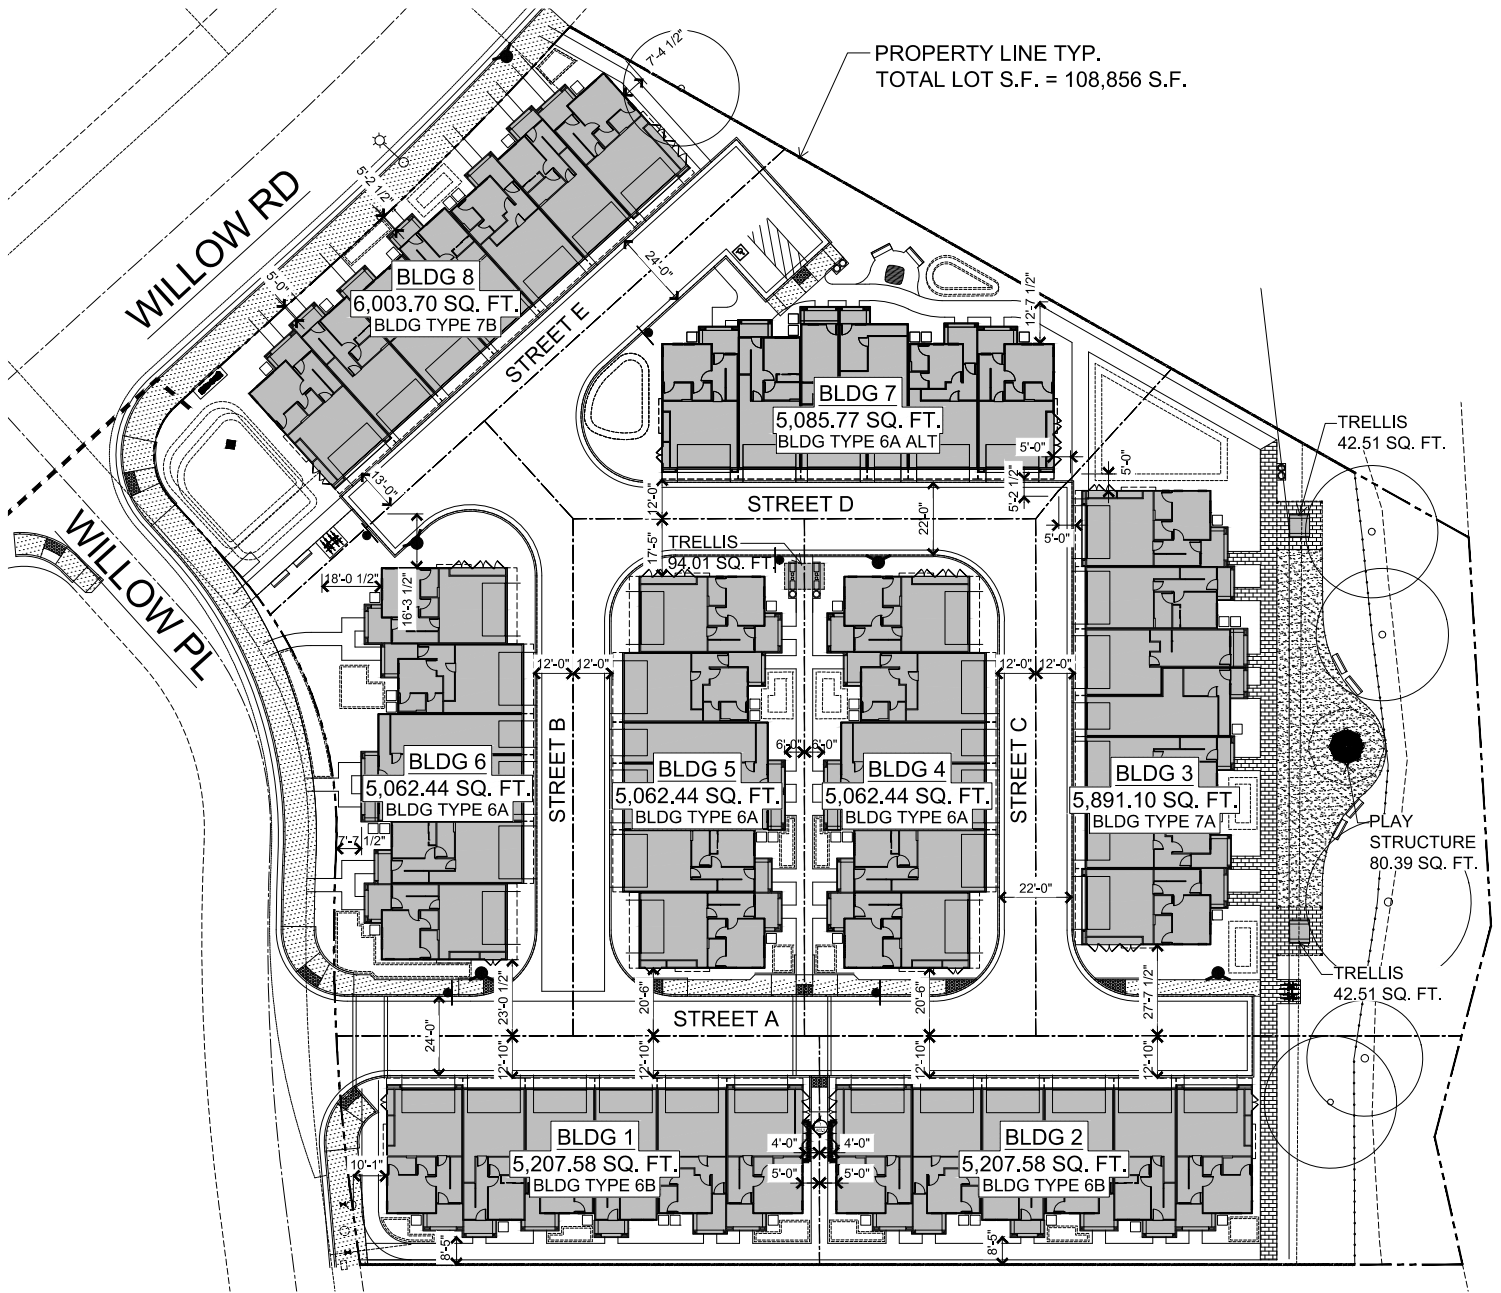 7'-4 1/2"
PROPERTY LINE TYP.
TOTAL LOT S.F. = 108,856 S.F.
WILLOW RD
5'-2 1/2"
24'-0"
5'-0"
BLDG 8
6,003.70 SQ. FT.
BLDG TYPE 7B
STREET E
12'-7 1/2"
BLDG 7
5,085.77 SQ. FT.
BLDG TYPE 6A ALT
5'-0"
5'-0"
TRELLIS
42.51 SQ. FT.
13'-0"
12'-0"
STREET D
5'-2 1/2"
22'-0"
5'-0"
WILLOW PL
17'-5"
TRELLIS
94.01 SQ. FT.
18'-0 1/2"
16'-3 1/2"
12'-0"
12'-0"
12'-0"
12'-0"
STREET B
STREET C
6'-0"
6'-0"
BLDG 6
5,062.44 SQ. FT.
BLDG TYPE 6A
BLDG 5
5,062.44 SQ. FT.
BLDG TYPE 6A
BLDG 4
5,062.44 SQ. FT.
BLDG TYPE 6A
BLDG 3
5,891.10 SQ. FT.
BLDG TYPE 7A
PLAY
STRUCTURE
80.39 SQ. FT.
7'-7 1/2"
22'-0"
TRELLIS
42.51 SQ. FT.
23'-0 1/2"
20'-6"
20'-6"
27'-7 1/2"
STREET A
24'-0"
12'-10"
12'-10"
12'-10"
12'-10"
BLDG 1
5,207.58 SQ. FT.
BLDG TYPE 6B
4'-0"
4'-0"
5'-0"
5'-0"
BLDG 2
5,207.58 SQ. FT.
BLDG TYPE 6B
10'-1"
8'-5"
8'-5"